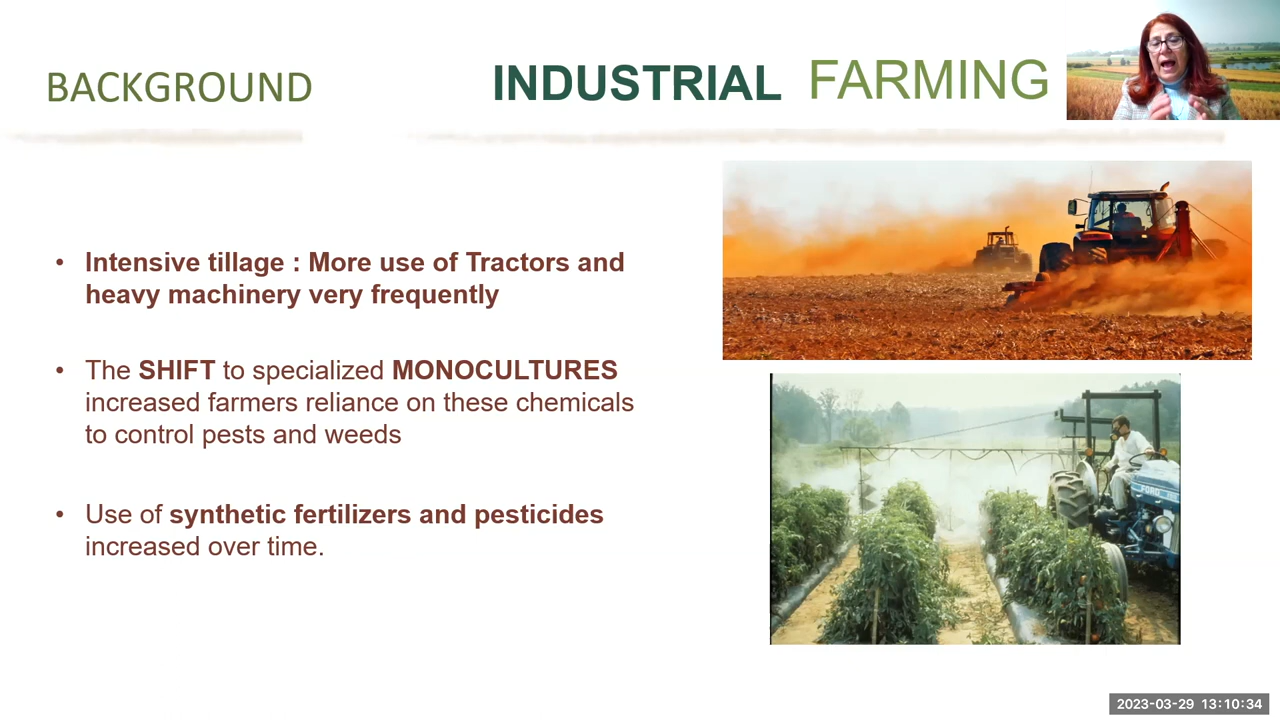 BACKGROUND
INDUSTRIAL FARMING
• Intensive tillage : More use of Tractors and
heavy machinery very frequently
• The SHIFT to specialized MONOCULTURES
increased farmers reliance on these chemicals
to control pests and weeds
• Use of synthetic fertilizers and pesticides
increased over time.
FORD
2023-03-29 13:10:34